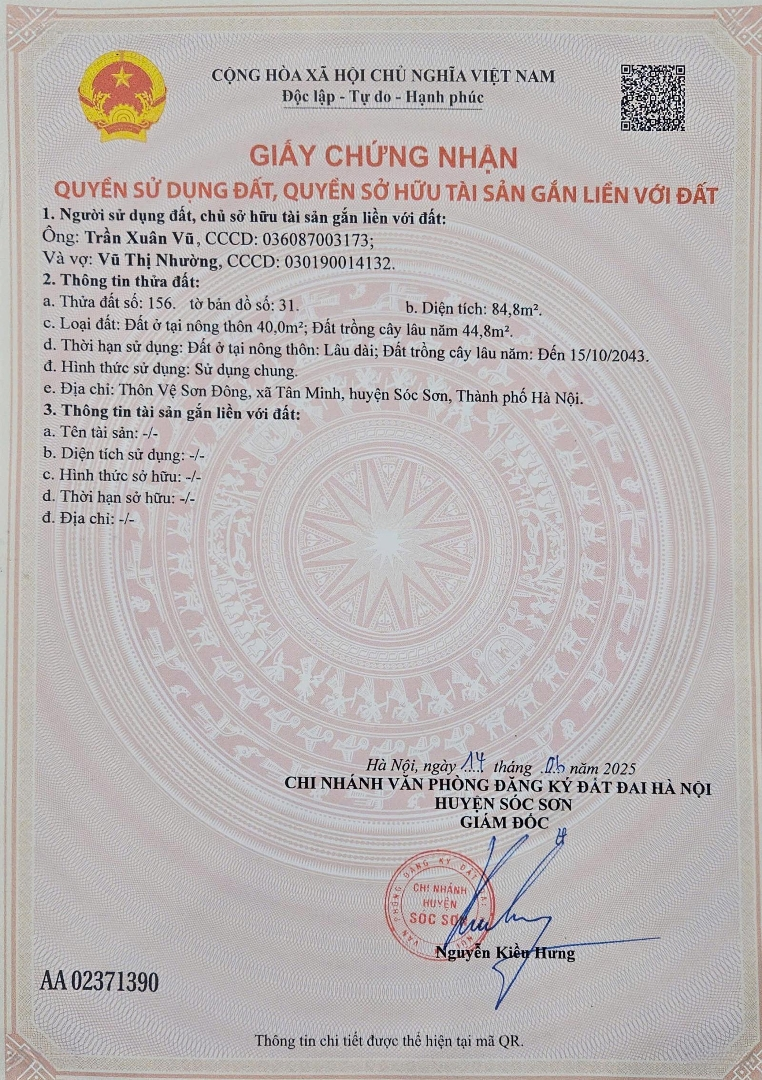 CỘNG HÒA XÃ HỘI CHỦ NGHĨA VIỆT NAM
Độc lập - Tự do - Hạnh phúc
GIẤY CHỨNG NHẬN
QUYỀN SỬ DỤNG ĐẤT, QUYỀN SỞ HỮU TÀI SẢN GẮN LIỀN VỚI ĐẤT
1. Người sử dụng đất, chủ sở hữu tài sản gắn liền với đất:
Ông: Trần Xuân Vũ, CCCD: 036087003173;
Và vợ: Vũ Thị Nhường, CCCD: 030190014132.
2. Thông tin thửa đất:
a. Thửa đất số: 156. tờ bản đồ số: 31. b. Diện tích: 84,8m².
c. Loại đất: Đất ở tại nông thôn 40,0m²; Đất trồng cây lâu năm 44,8m².
d. Thời hạn sử dụng: Đất ở tại nông thôn: Lâu dài; Đất trồng cây lâu năm: Đến 15/10/2043.
đ. Hình thức sử dụng: Sử dụng chung.
e. Địa chỉ: Thôn Vệ Sơn Đông, xã Tân Minh, huyện Sóc Sơn, Thành phố Hà Nội.
3. Thông tin tài sản gắn liền với đất:
a. Tên tài sản: -/-
b. Diện tích sử dụng: -/-
c. Hình thức sở hữu: -/-
d. Thời hạn sở hữu: -/-
đ. Địa chỉ: -/-
Hà Nội, ngày 14 tháng 06 năm 2025
CHI NHÁNH VĂN PHÒNG ĐĂNG KÝ ĐẤT ĐAI HÀ NỘI
HUYỆN SÓC SƠN
GIÁM ĐỐC
VĂN PHÒNG ĐĂNG KÝ ĐẤT ĐAI
CHI NHÁNH
HUYỆN
SÓC SƠN
Nguyễn Kiều Hưng
AA 02371390
Thông tin chi tiết được thể hiện tại mã QR.